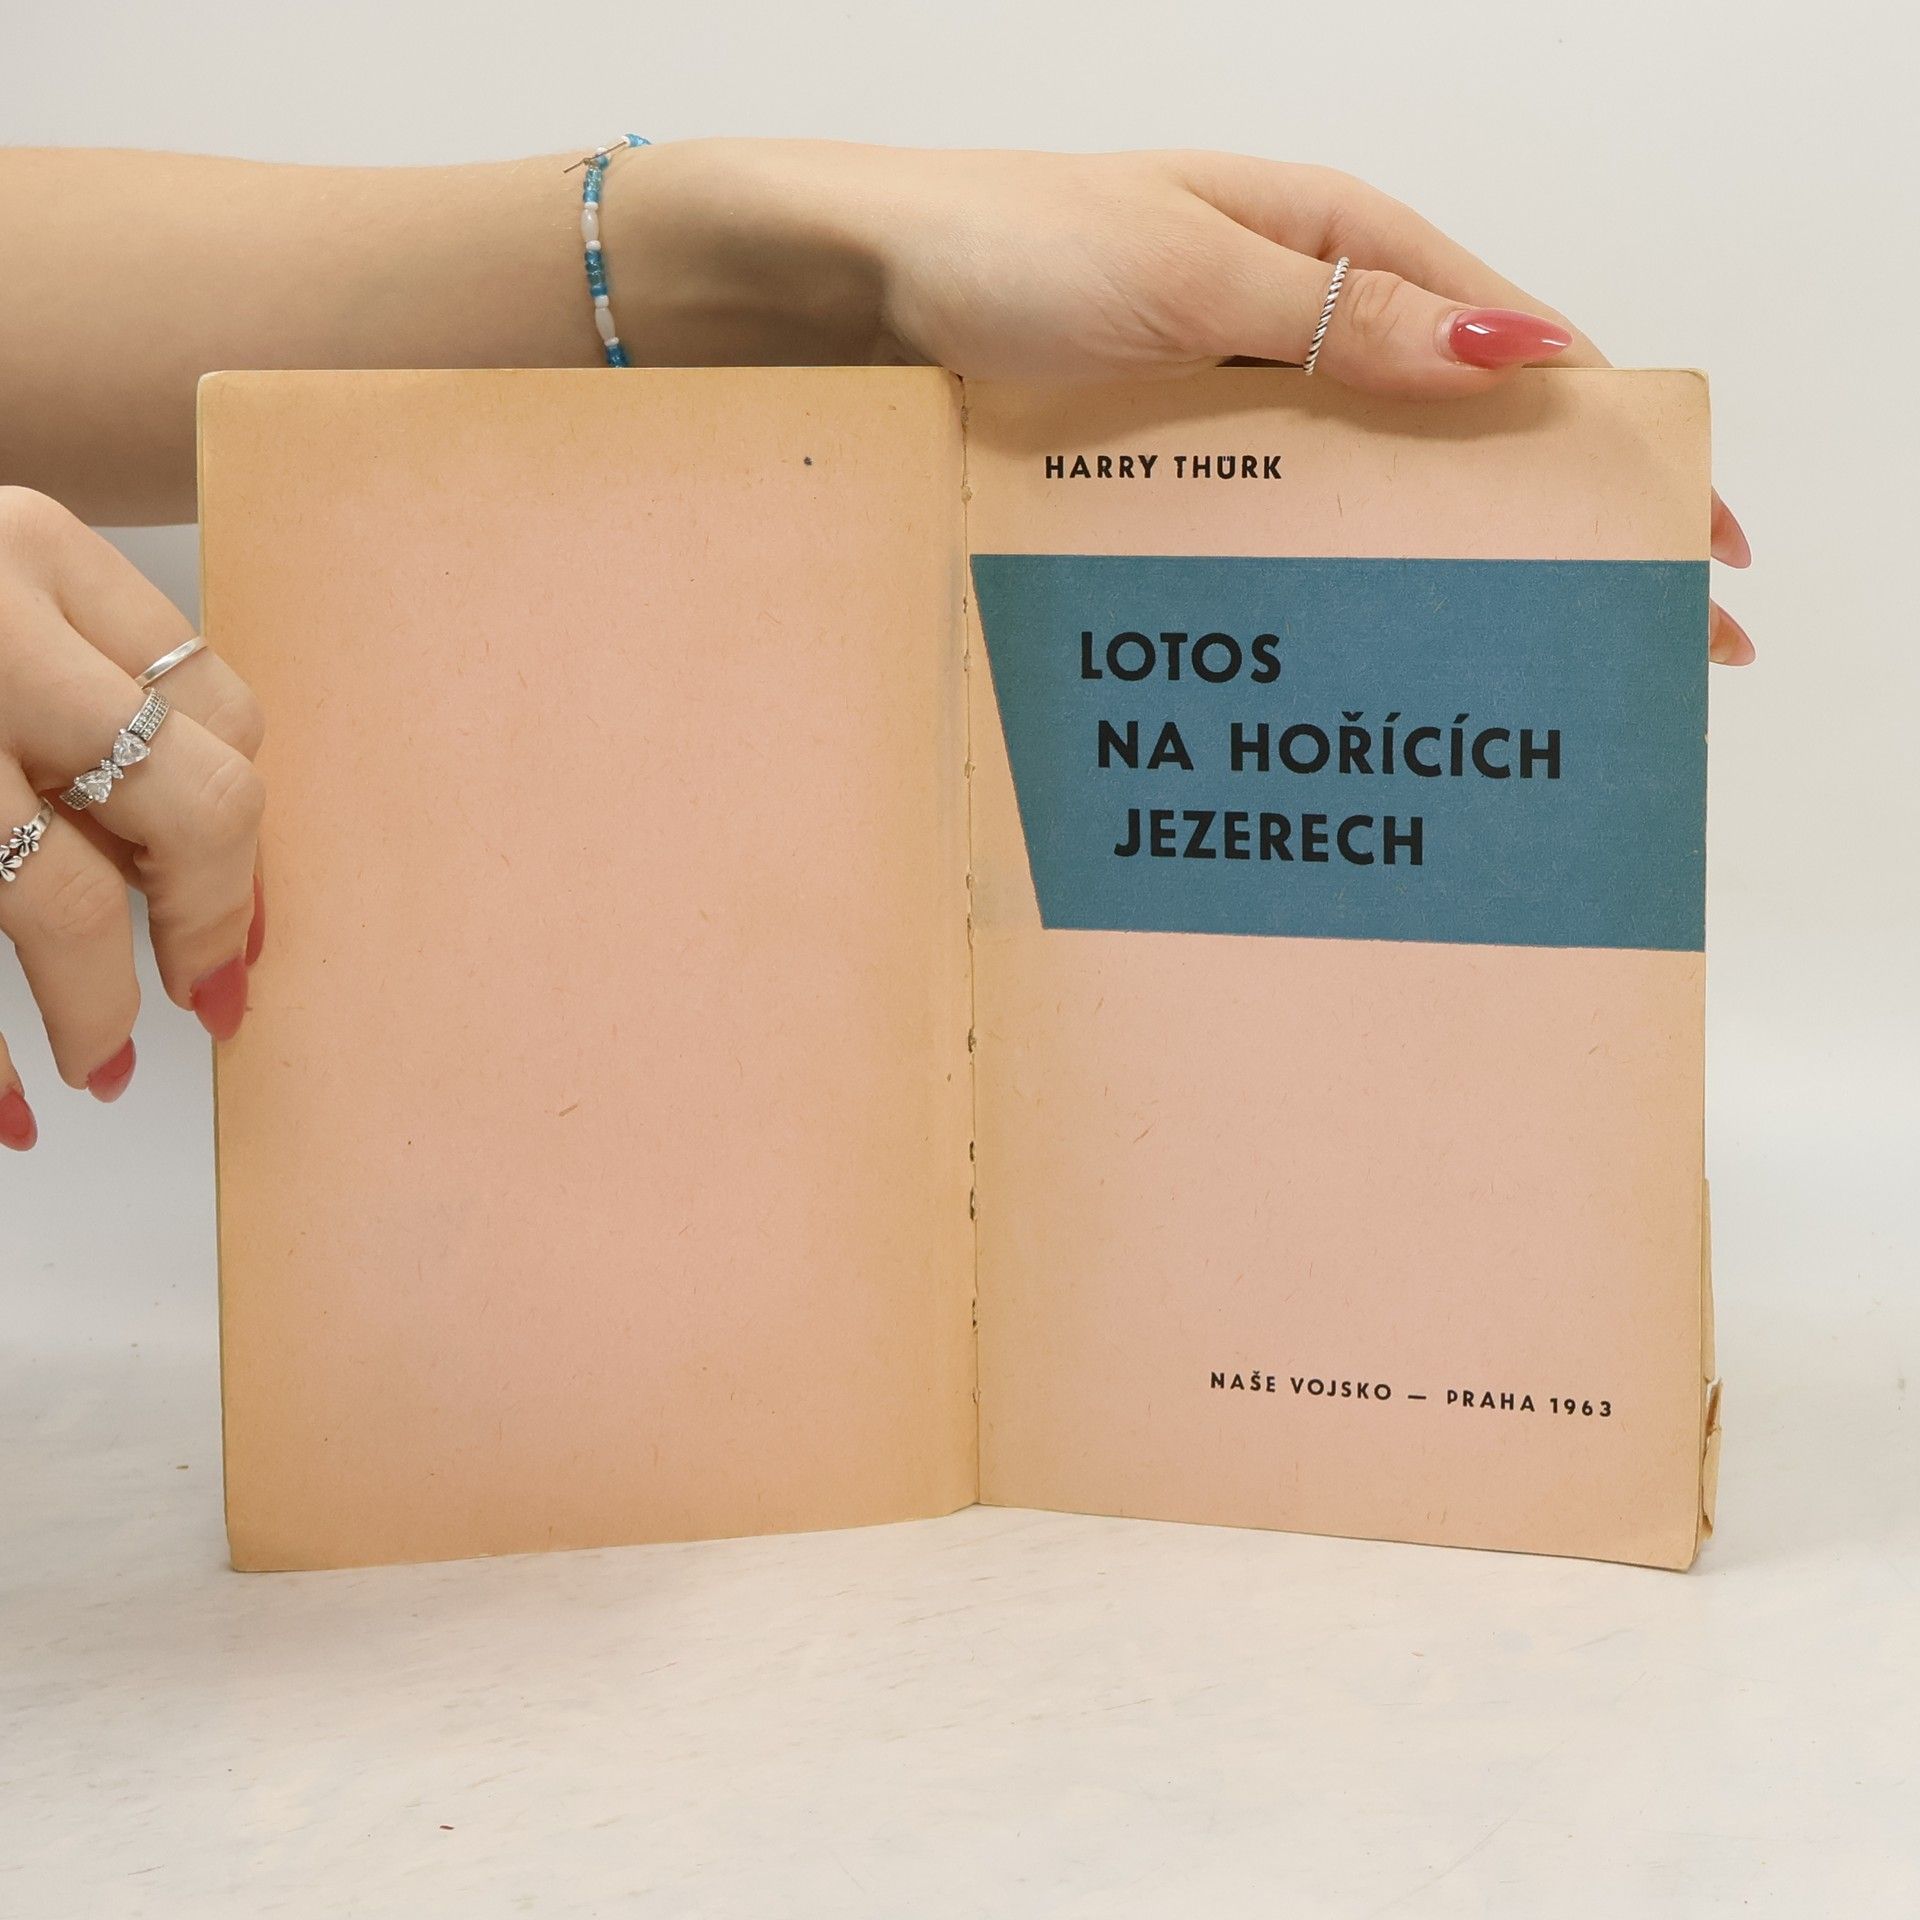 HARRY THÜRK
LOTOS
NA HOŘÍCÍCH
JEZERECH
NAŠE VOJSKO — PRAHA 1963